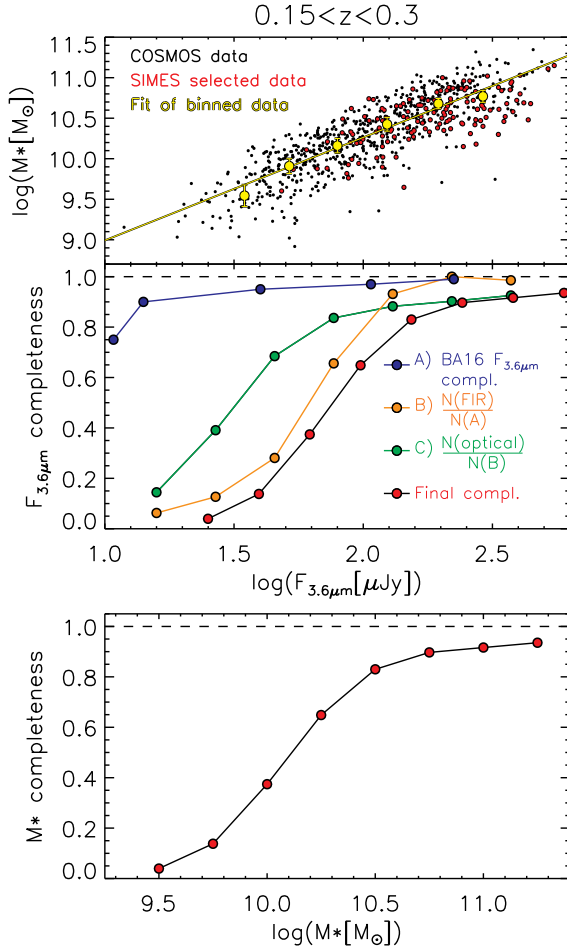 0.15<z<0.3
11.5
11.0
10.5
10.0
9.5
9.0
log(M*[M☉])
COSMOS data
SIMES selected data
Fit of binned data
1.0
0.8
0.6
0.4
0.2
0.0
F3.6μm completeness
A) BA16 F3.6μm
compl.
B) N(FIR)
N(A)
C) N(optical)
N(B)
Final compl.
1.0 1.5 2.0 2.5
log(F3.6μm[μJy])
1.0
0.8
0.6
0.4
0.2
0.0
M* completeness
9.5 10.0 10.5 11.0
log(M*[M☉])